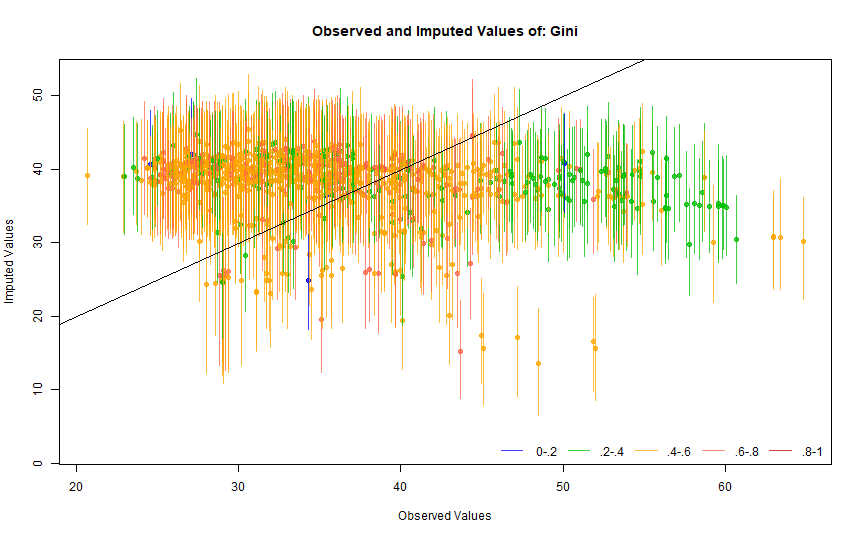 Observed and Imputed Values of: Gini
Imputed Values
50
40
30
20
10
0
0-.2 .2-.4 .4-.6 .6-.8 .8-1
20 30 40 50 60
Observed Values